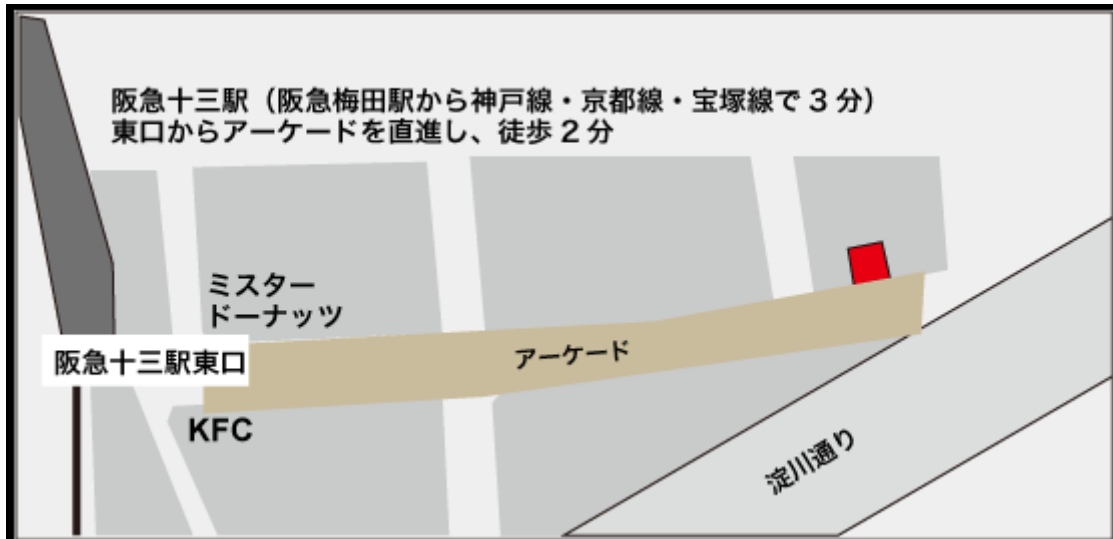 阪急十三駅（阪急梅田駅から神戸線・京都線・宝塚線で 3 分）
東口からアーケードを直進し、徒歩 2 分
ミスター
ドーナッツ
アーケード
阪急十三駅東口
KFC
淀川通り